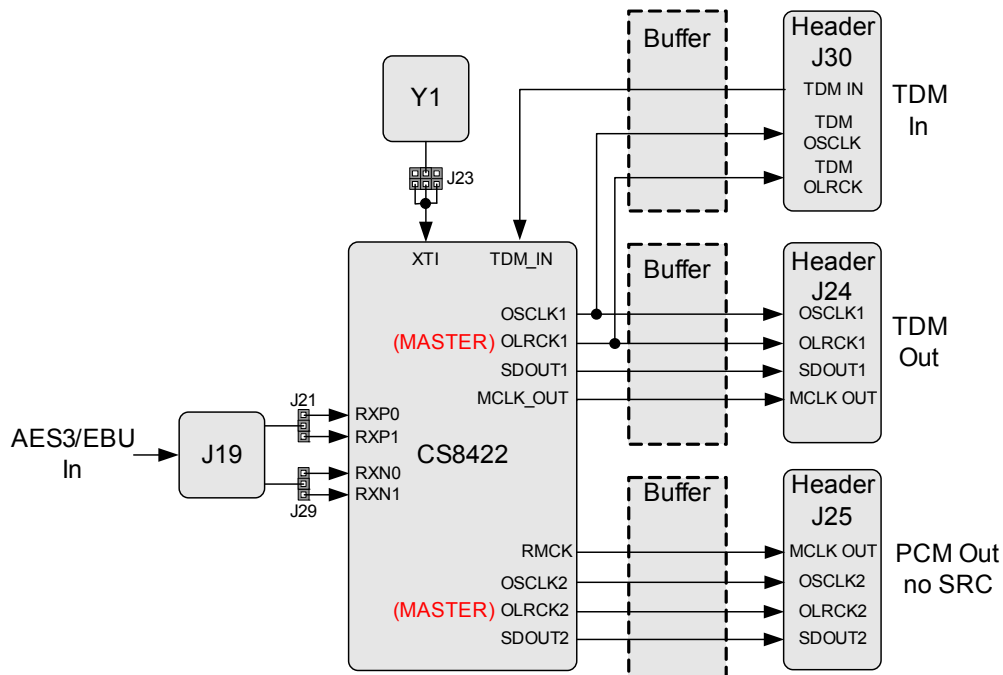 Buffer
Header
J30
TDM IN
TDM
OSCLK
TDM
OLRCK
TDM
In
Y1
J23
XTI
TDM_IN
OSCLK1
(MASTER) OLRCK1
SDOUT1
MCLK_OUT
Buffer
Header
J24
OSCLK1
OLRCK1
SDOUT1
MCLK OUT
TDM
Out
AES3/EBU
In
J19
J21
J29
RXP0
RXP1
RXN0
RXN1
CS8422
RMCK
OSCLK2
(MASTER) OLRCK2
SDOUT2
Buffer
Header
J25
MCLK OUT
OSCLK2
OLRCK2
SDOUT2
PCM Out
no SRC